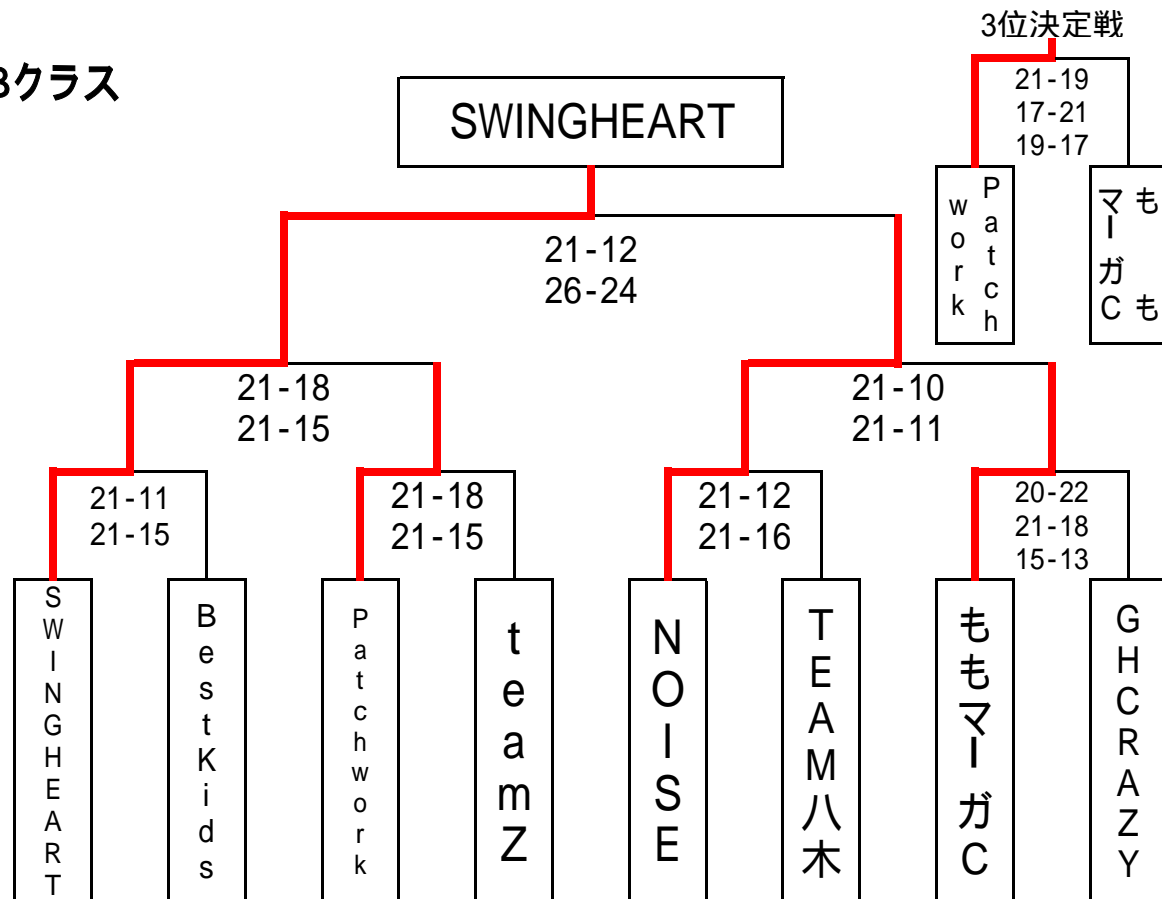 3位決定戦
Bクラス
SWINGHEART
21-19
17-21
19-17
Patch
work
もも
マーガC
21-12
26-24
21-18
21-15
21-10
21-11
21-11
21-15
21-18
21-15
21-12
21-16
20-22
21-18
15-13
SWINGHEART
BestKids
Patchwork
teamZ
NOISE
TEAM八木
ももマーガC
GHCRAZY